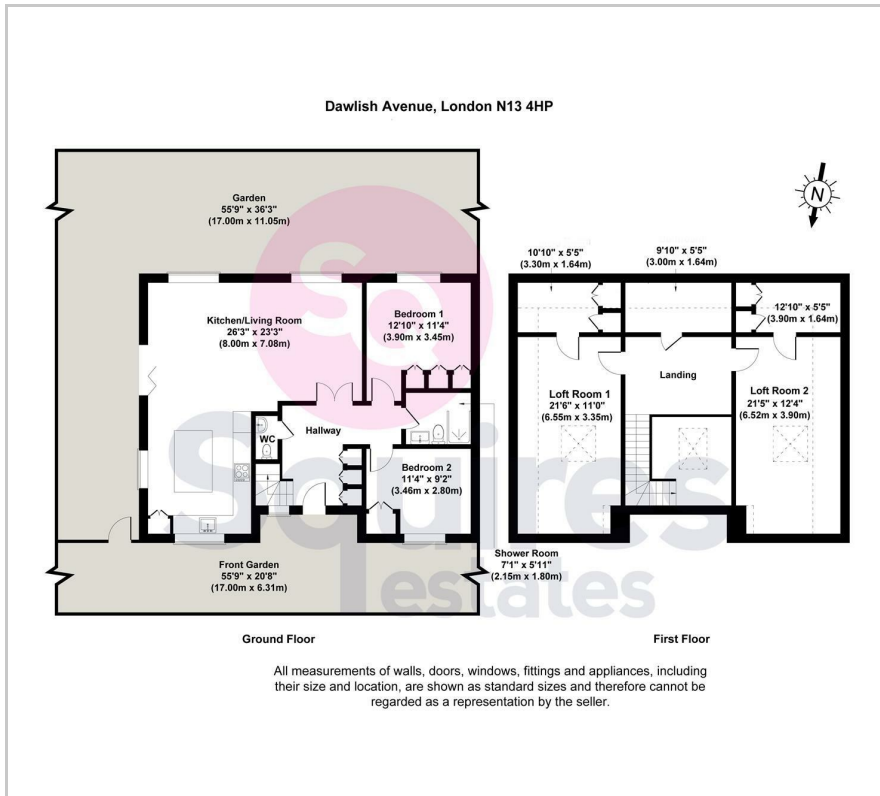 Dawlish Avenue, London N13 4HP
Garden
55'9" x 36'3"
(17.00m x 11.05m)
N
SQ
10'10" x 5'5"
(3.30m x 1.64m)
9'10" x 5'5"
(3.00m x 1.64m)
12'10" x 5'5"
(3.90m x 1.64m)
Kitchen/Living Room
26'3" x 23'3"
(8.00m x 7.08m)
Bedroom 1
12'10" x 11'4"
(3.90m x 3.45m)
Landing
Loft Room 1
21'6" x 11'0"
(6.55m x 3.35m)
Loft Room 2
21'5" x 12'4"
(6.52m x 3.90m)
Hallway
WC
Bedroom 2
11'4" x 9'2"
(3.46m x 2.80m)
Squires
estates
Shower Room
7'1" x 5'11"
(2.15m x 1.80m)
Front Garden
55'9" x 20'8"
(17.00m x 6.31m)
Ground Floor
First Floor
All measurements of walls, doors, windows, fittings and appliances, including
their size and location, are shown as standard sizes and therefore cannot be
regarded as a representation by the seller.